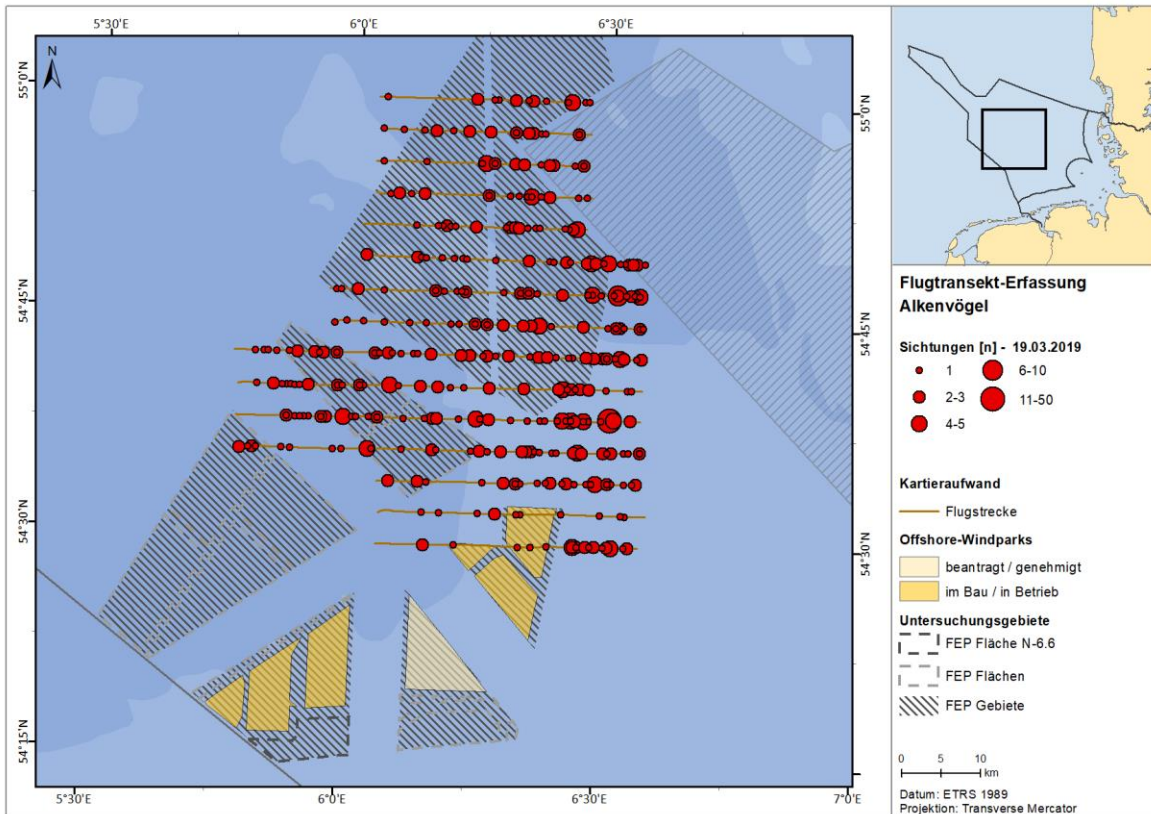 5°30'E
6°0'E
6°30'E
N
55°0'N
55°0'N
54°45'N
54°45'N
54°30'N
54°30'N
54°15'N
5°30'E
6°0'E
6°30'E
7°0'E
Flugtransekt-Erfassung
Alkenvögel
Sichtungen [n] - 19.03.2019
1
6-10
2-3
11-50
4-5
Kartieraufwand
Flugstrecke
Offshore-Windparks
beantragt / genehmigt
im Bau / in Betrieb
Untersuchungsgebiete
FEP Fläche N-6.6
FEP Flächen
FEP Gebiete
0 5 10
km
Datum: ETRS 1989
Projektion: Transverse Mercator